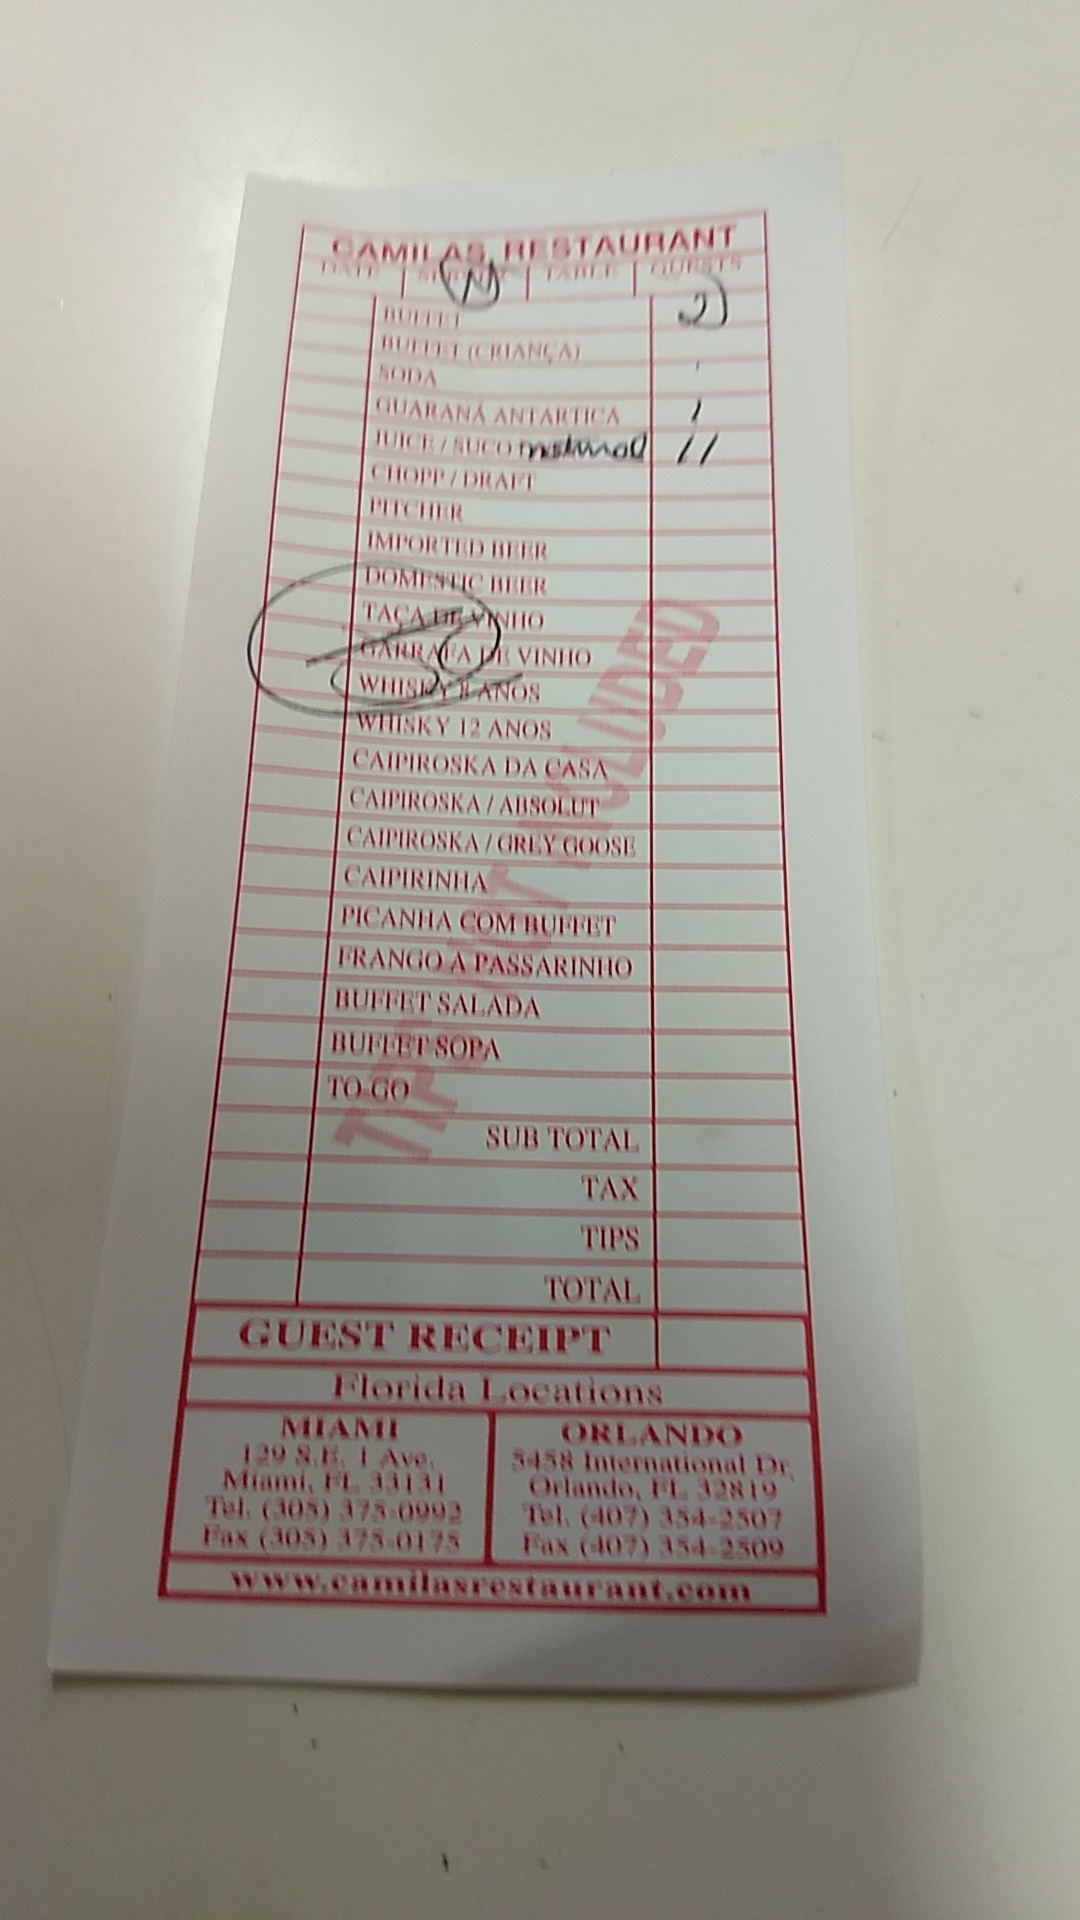 CAMILAS RESTAURANT
DATE TABLE GUESTS
N
BUFFET 2
BUFFET (CRIANÇA)
SODA
GUARANÁ ANTARTICA 1
JUICE / SUCO natural 11
CHOPP / DRAFT
PITCHER
IMPORTED BEER
DOMESTIC BEER
TAÇA DE VINHO
GARRAFA DE VINHO
WHISKY 8 ANOS
WHISKY 12 ANOS
CAIPIROSKA DA CASA
CAIPIROSKA / ABSOLUT
CAIPIROSKA / GREY GOOSE
CAIPIRINHA
PICANHA COM BUFFET
FRANGO A PASSARINHO
BUFFET SALADA
BUFFET SOPA
TO-GO
TIPS NOT INCLUDED
SUB TOTAL
TAX
TIPS
TOTAL
GUEST RECEIPT
Florida Locations
MIAMI
129 S.E. 1 Ave.
Miami, FL 33131
Tel. (305) 375-0992
Fax (305) 375-0175
ORLANDO
5458 International Dr.
Orlando, FL 32819
Tel. (407) 354-2507
Fax (407) 354-2509
www.camilasrestaurant.com